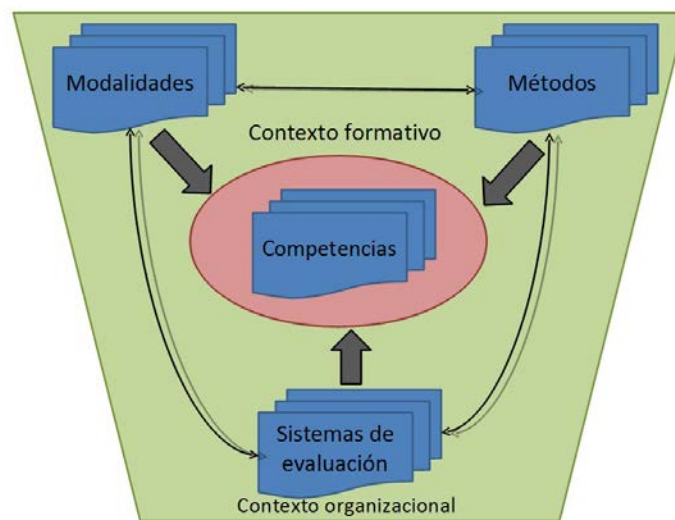 Modalidades
Métodos
Contexto formativo
Competencias
Sistemas de
evaluación
Contexto organizacional